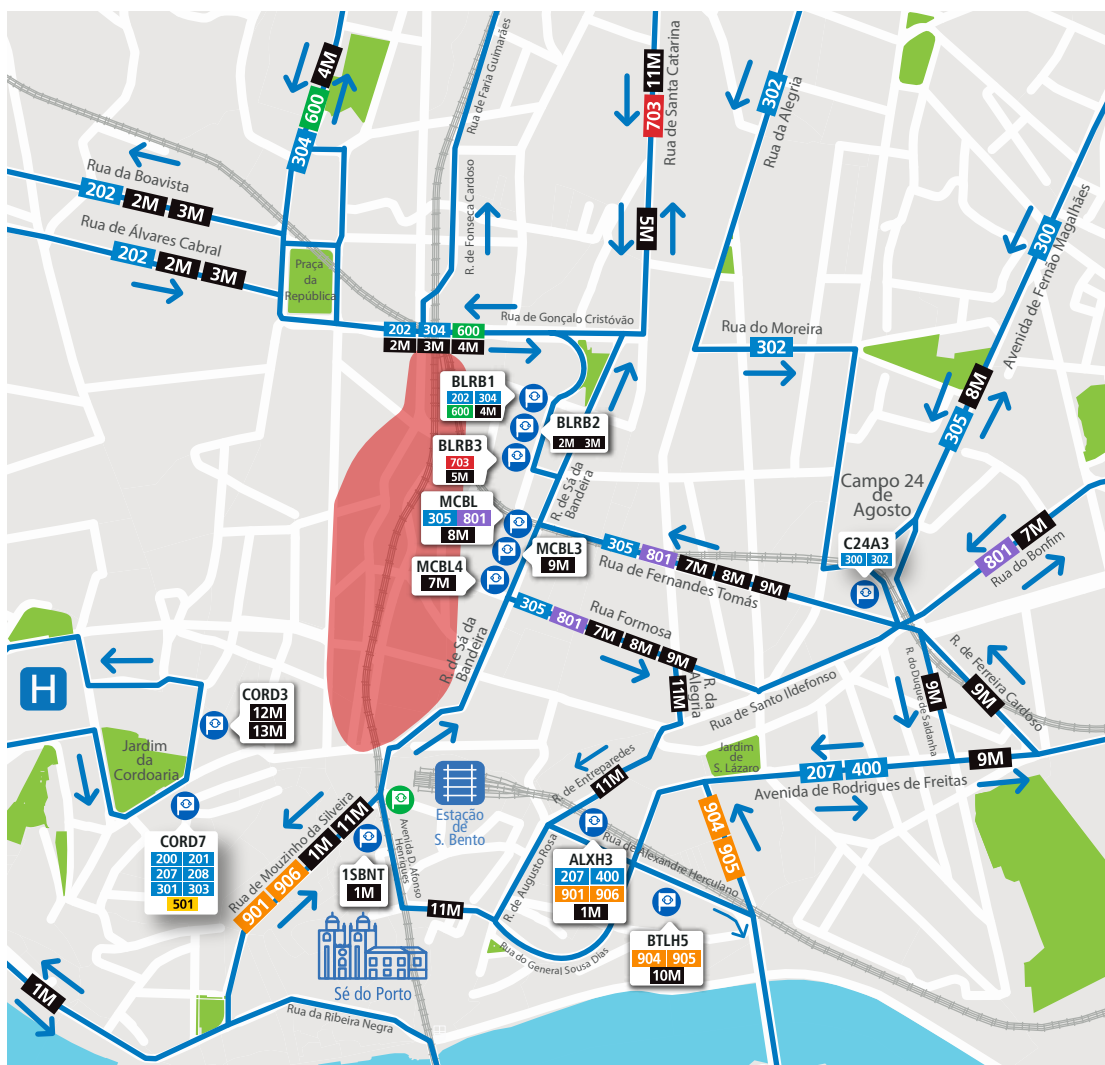 4M
600
304
Rua de Faria Guimarães
R. de Fonseca Cardoso
11M
703
Rua de Santa Catarina
5M
302
Rua da Alegria
300
Avenida de Fernão Magalhães
Rua da Boavista
202 2M 3M
Rua de Álvares Cabral
202 2M 3M
Praça
da
República
Rua de Gonçalo Cristóvão
202 304 600
2M 3M 4M
Rua do Moreira
302
8M
305
BLRB1
202 304
600 4M
BLRB2
2M 3M
BLRB3
703
5M
R. de Sá da
Bandeira
MCBL
305 801
8M
MCBL3
9M
MCBL4
7M
305 801 7M 8M 9M
Rua de Fernandes Tomás
Campo 24
de
Agosto
C24A3
300 302
7M
801
Rua do Bonfim
305 801 7M 8M 9M
Rua Formosa
R. de Sá da
Bandeira
R. da
Alegria
11M
Rua de Santo Ildefonso
R. do Duque de Saldanha
9M
R. de Ferreira Cardoso
9M
H
CORD3
12M
13M
Jardim
da
Cordoaria
CORD7
200 201
207 208
301 303
501
Jardim
de
S. Lázaro
207 400
9M
Avenida de Rodrigues de Freitas
R. de Entreparedes
11M
Estação
de
S. Bento
Avenida D. Afonso
Henriques
Rua de Mouzinho da Silveira
901 906 1M 11M
1SBNT
1M
904
905
R. de Augusto Rosa
Rua de Alexandre Herculano
ALXH3
207 400
901 906
1M
11M
Rua do General Sousa Dias
BTLH5
904 905
10M
Sé do Porto
1M
Rua da Ribeira Negra